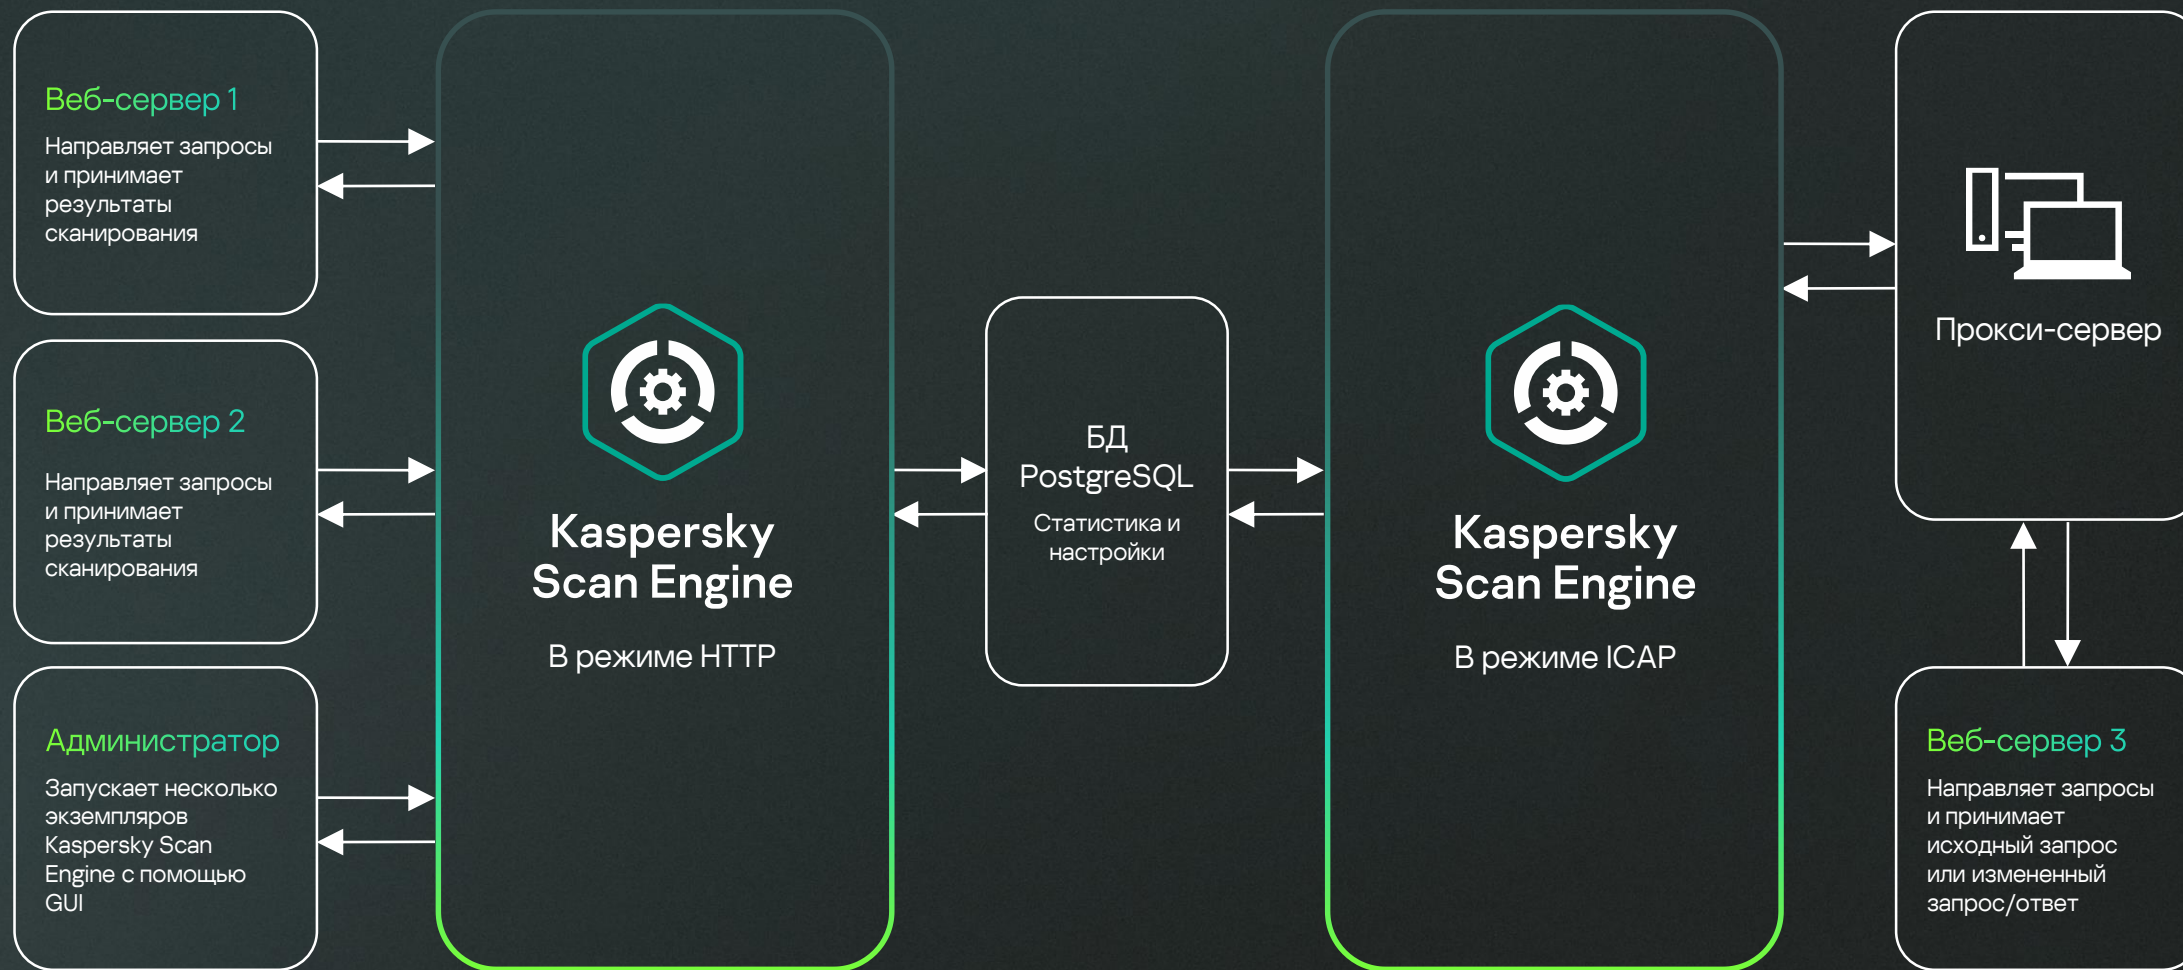 Веб-сервер 1
Направляет запросы
и принимает
результаты
сканирования
Веб-сервер 2
Направляет запросы
и принимает
результаты
сканирования
Администратор
Запускает несколько
экземпляров
Kaspersky Scan
Engine с помощью
GUI
Kaspersky
Scan Engine
В режиме HTTP
БД
PostgreSQL
Статистика и
настройки
Kaspersky
Scan Engine
В режиме ICAP
Прокси-сервер
Веб-сервер 3
Направляет запросы
и принимает
исходный запрос
или измененный
запрос/ответ